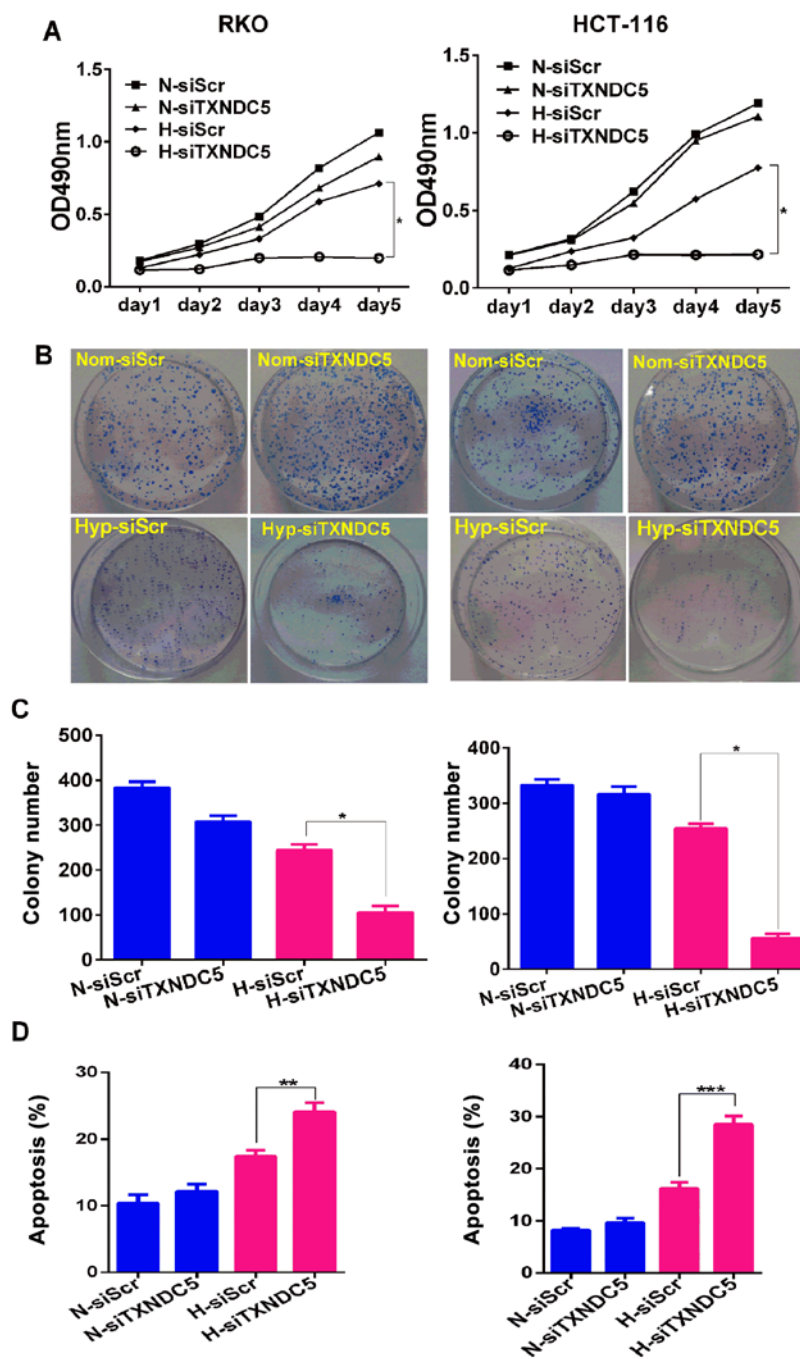 A
RKO
HCT-116
N-siScr
N-siTXNDC5
H-siScr
H-siTXNDC5
OD490nm
1.5
1.0
0.5
0.0
*
day1 day2 day3 day4 day5
N-siScr
N-siTXNDC5
H-siScr
H-siTXNDC5
OD490nm
1.5
1.0
0.5
0.0
*
day1 day2 day3 day4 day5
B
Nom-siScr
Nom-siTXNDC5
Nom-siScr
Nom-siTXNDC5
Hyp-siScr
Hyp-siTXNDC5
Hyp-siScr
Hyp-siTXNDC5
C
Colony number
500
400
300
200
100
0
*
N-siScr
N-siTXNDC5
H-siScr
H-siTXNDC5
Colony number
400
300
200
100
0
*
N-siScr
N-siTXNDC5
H-siScr
H-siTXNDC5
D
Apoptosis (%)
30
20
10
0
**
N-siScr
N-siTXNDC5
H-siScr
H-siTXNDC5
Apoptosis (%)
40
30
20
10
0
***
N-siScr
N-siTXNDC5
H-siScr
H-siTXNDC5